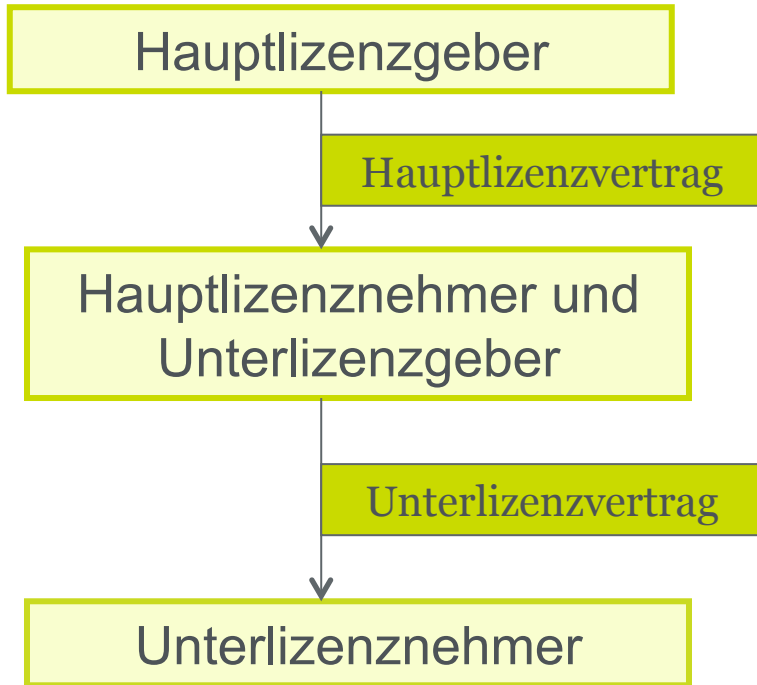 Hauptlizenzgeber
Hauptlizenzvertrag
Hauptlizenznehmer und
Unterlizenzgeber
Unterlizenzvertrag
Unterlizenznehmer